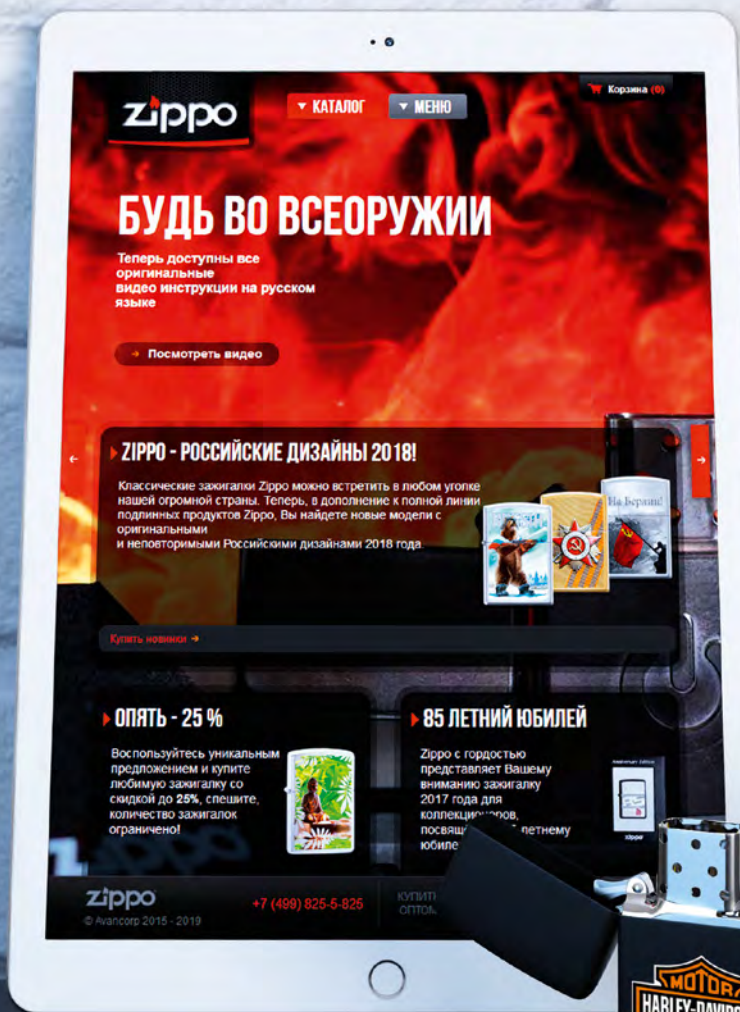 zippo
КАТАЛОГ
МЕНЮ
Корзина (0)
БУДЬ ВО ВСЕОРУЖИИ
Теперь доступны все
оригинальные
видео инструкции на русском
языке
Посмотреть видео
ZIPPO - РОССИЙСКИЕ ДИЗАЙНЫ 2018!
Классические зажигалки Zippo можно встретить в любом уголке
нашей огромной страны. Теперь, в дополнение к полной линии
подлинных продуктов Zippo, Вы найдете новые модели с
оригинальными
и неповторимыми Российскими дизайнами 2018 года.
На Берлин!
Купить новинки
ОПЯТЬ - 25 %
Воспользуйтесь уникальным
предложением и купите
любимую зажигалку со
скидкой до 25%, спешите,
количество зажигалок
ограничено!
85 ЛЕТНИЙ ЮБИЛЕЙ
Zippo с гордостью
представляет Вашему
вниманию зажигалку
2017 года для
коллекционеров,
летнему
zippo
zippo
© Avancorp 2015 - 2019
+7 (499) 825-5-825
MOTOR
HARLEY-DAVIDS